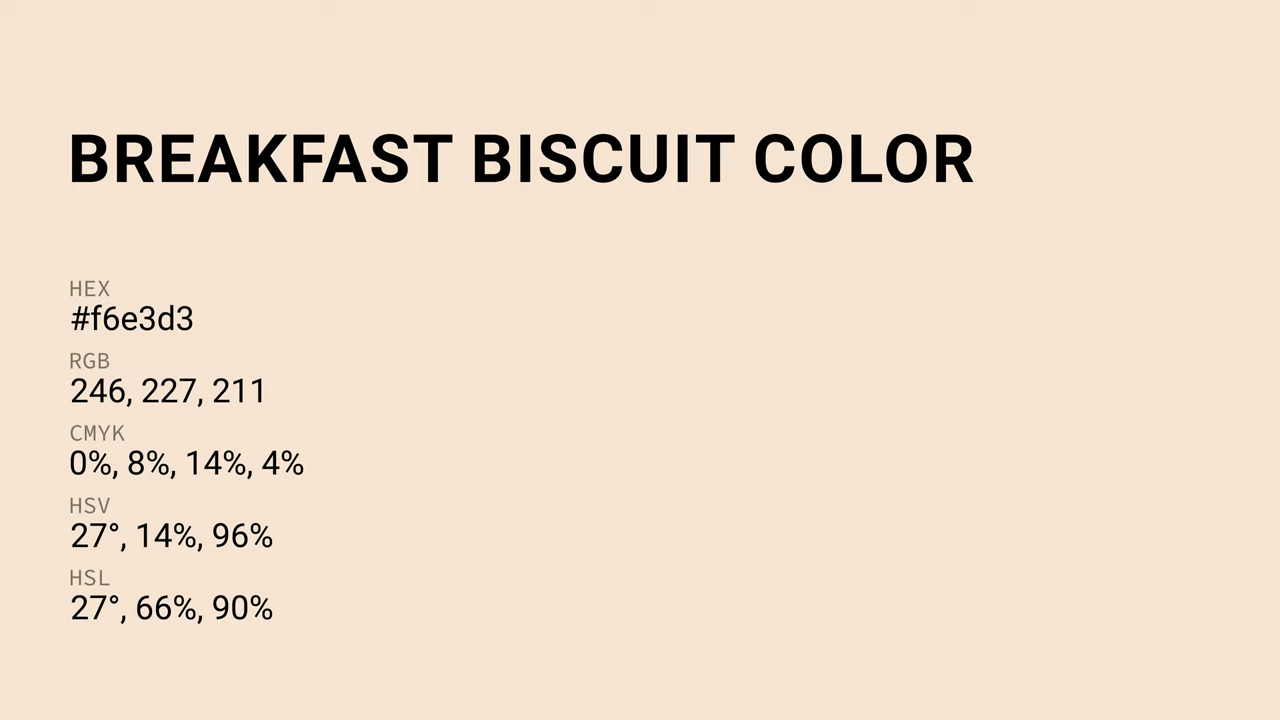 BREAKFAST BISCUIT COLOR
HEX
#f6e3d3
RGB
246, 227, 211
CMYK
0%, 8%, 14%, 4%
HSV
27°, 14%, 96%
HSL
27°, 66%, 90%